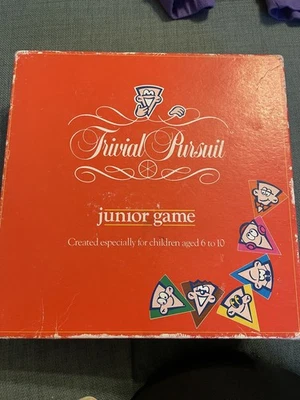 Trivial Pursuit
junior game
Created especially for children aged 6 to 10